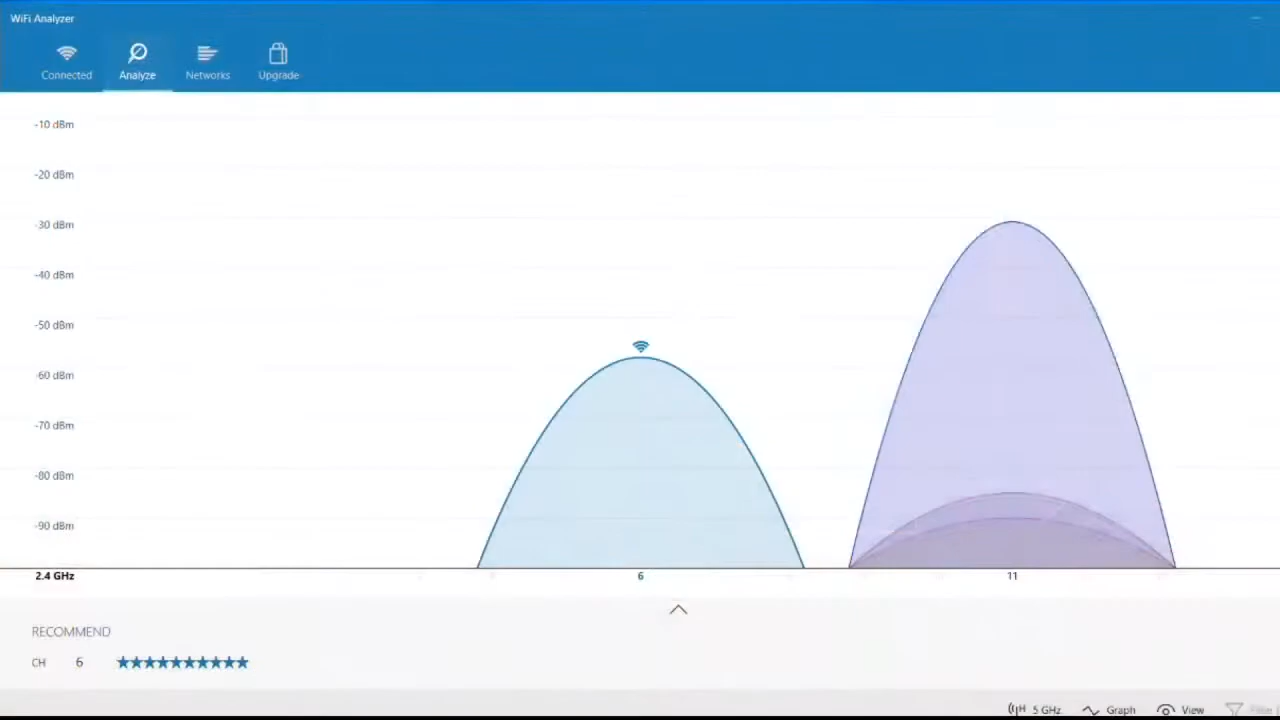 WiFi Analyzer
Connected Analyze Networks Upgrade
-10 dBm
-20 dBm
-30 dBm
-40 dBm
-50 dBm
-60 dBm
-70 dBm
-80 dBm
-90 dBm
2.4 GHz 6 11
RECOMMEND
CH 6 ★★★★★★★★★★
5 GHz Graph View Filter